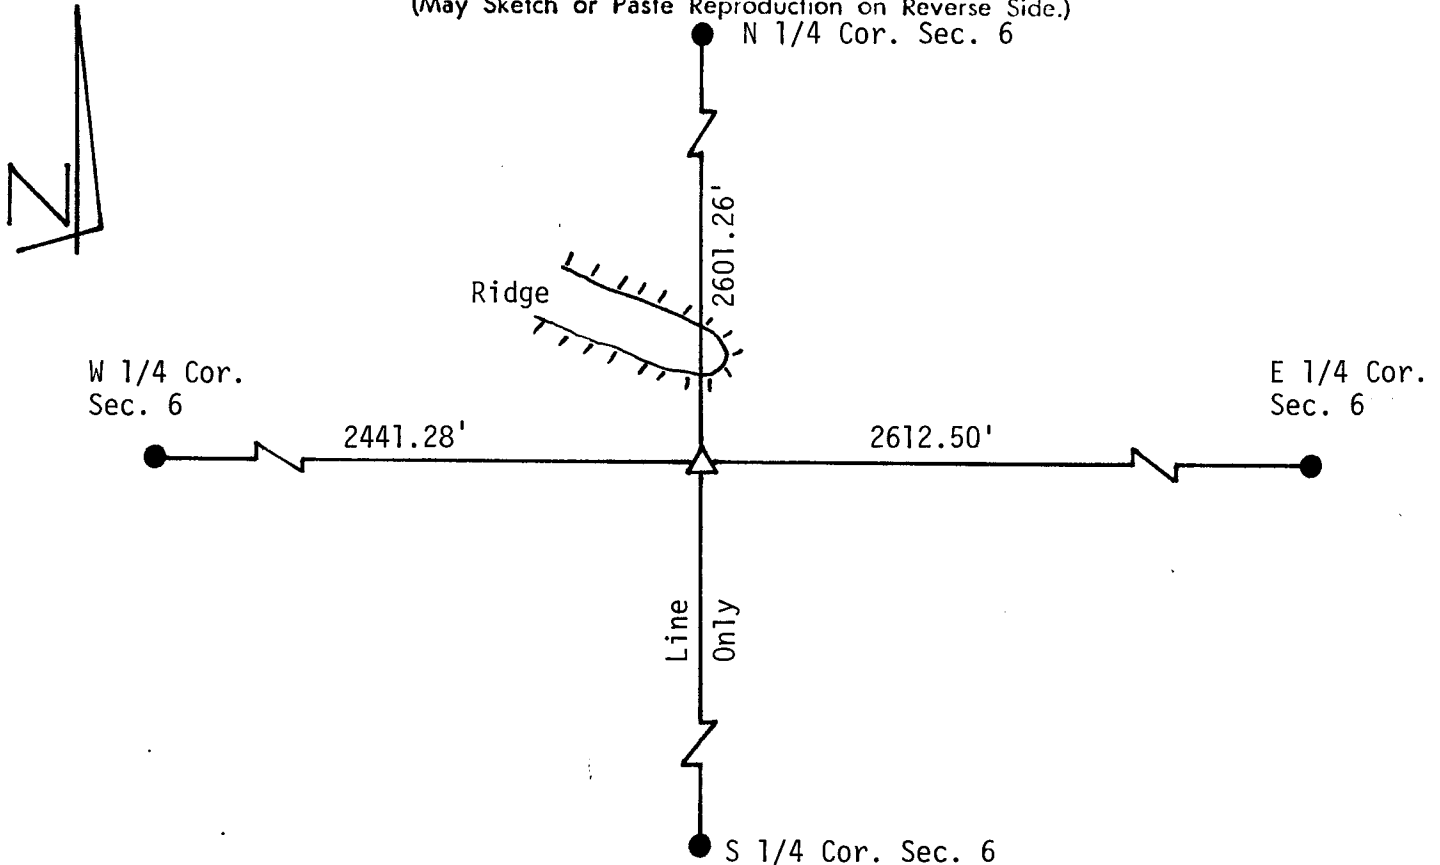 (May Sketch or Paste Reproduction on Reverse Side.)
N 1/4 Cor. Sec. 6
N
2601.26'
Ridge
W 1/4 Cor.
Sec. 6
E 1/4 Cor.
Sec. 6
2441.28'
2612.50'
Line
Only
S 1/4 Cor. Sec. 6